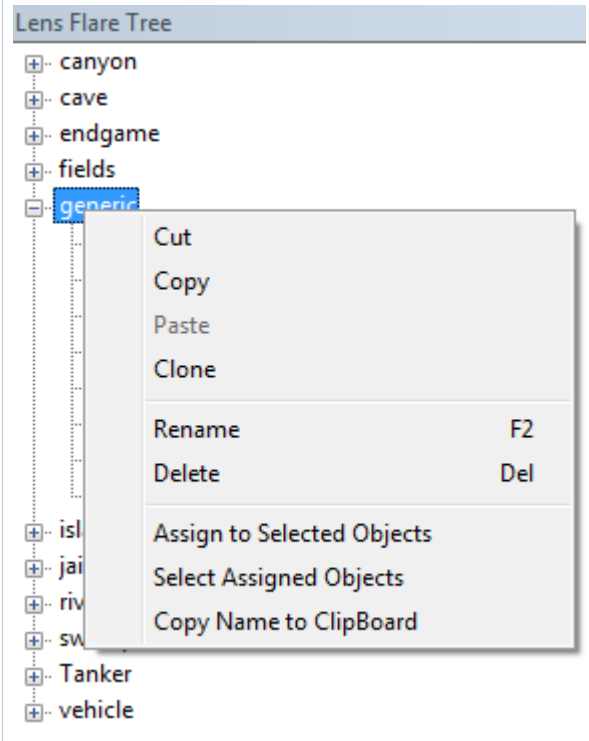 Lens Flare Tree
canyon
cave
endgame
fields
generic
Cut
Copy
Paste
Clone
Rename F2
Delete Del
Assign to Selected Objects
Select Assigned Objects
Copy Name to ClipBoard
Tanker
vehicle